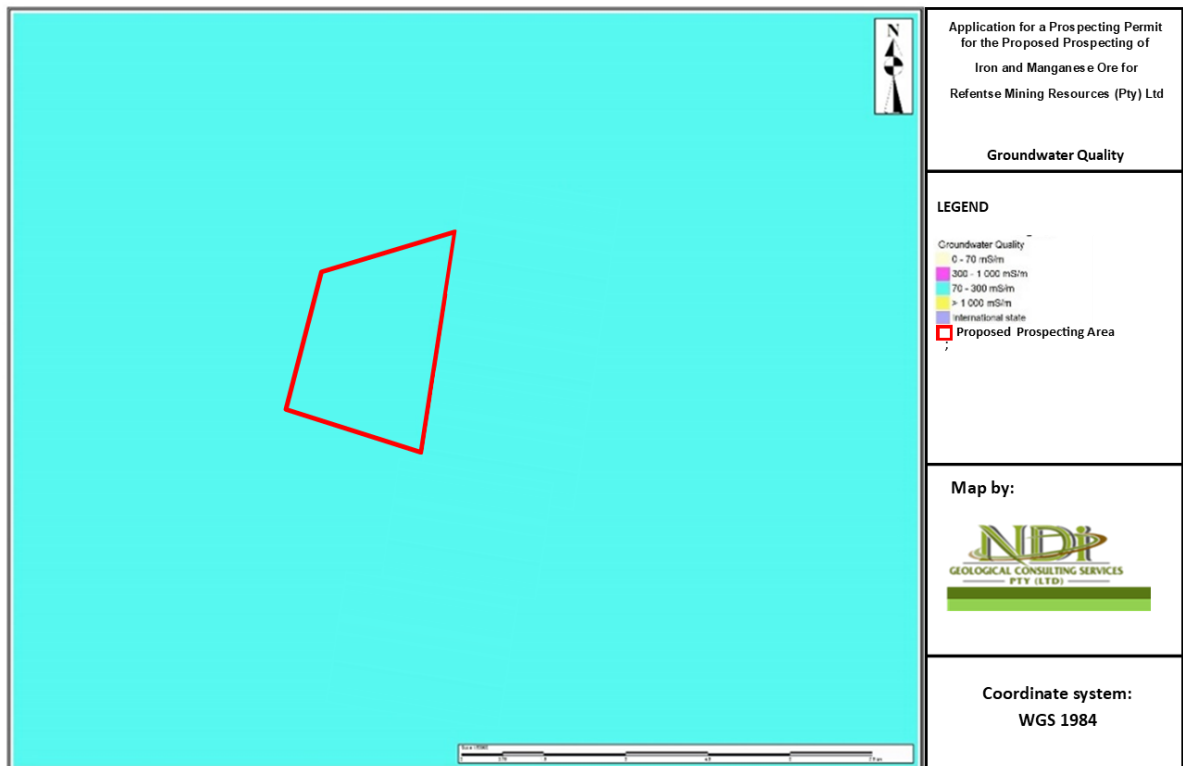 N
Application for a Prospecting Permit
for the Proposed Prospecting of
Iron and Manganese Ore for
Refentse Mining Resources (Pty) Ltd
Groundwater Quality
LEGEND
Groundwater Quality
0 - 70 mS/m
300 - 1 000 mS/m
70 - 300 mS/m
> 1 000 mS/m
International state
Proposed Prospecting Area
;
Map by:
NDi
GEOLOGICAL CONSULTING SERVICES
PTY (LTD)
Coordinate system:
WGS 1984